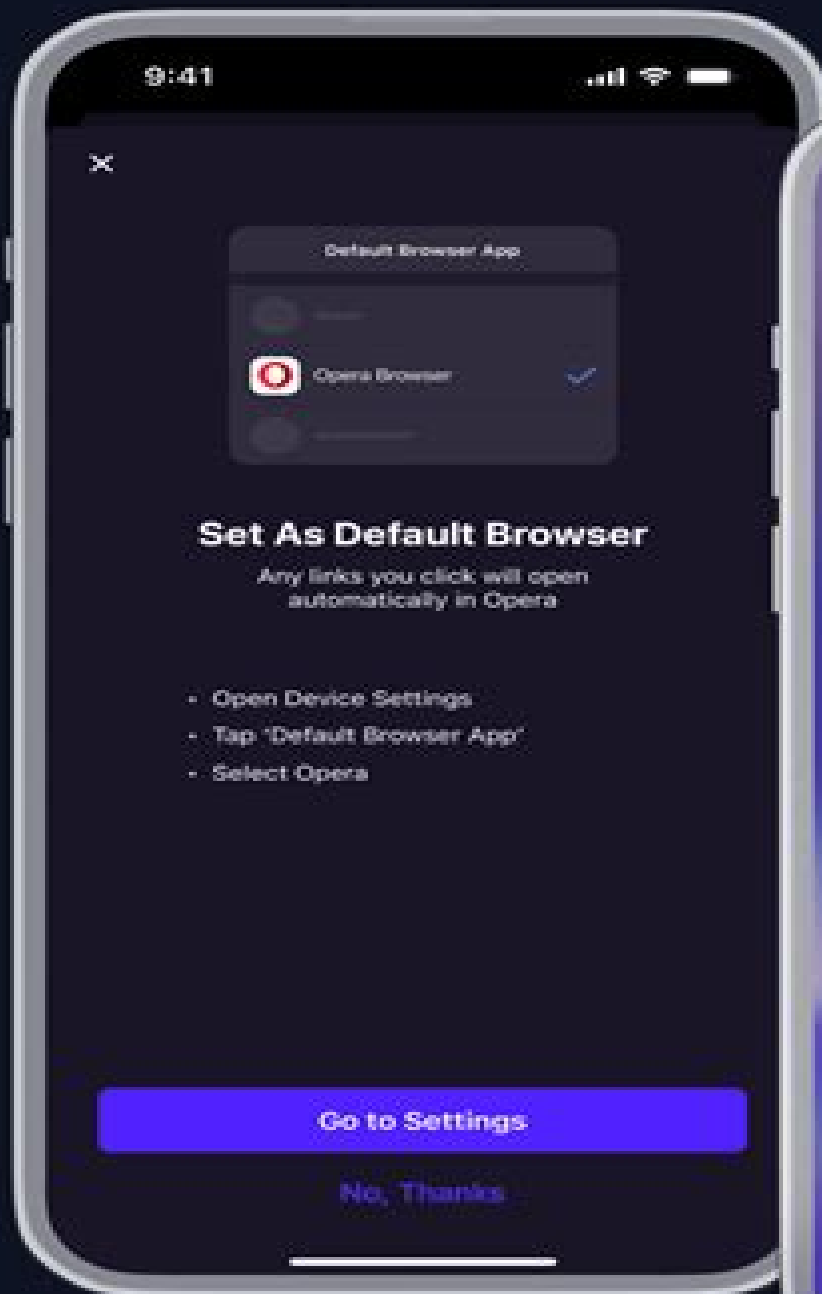 9:41
Default Browser App
Opera Browser
Set As Default Browser
Any links you click will open
automatically in Opera
• Open Device Settings
• Tap 'Default Browser App'
• Select Opera
Go to Settings
No, Thanks